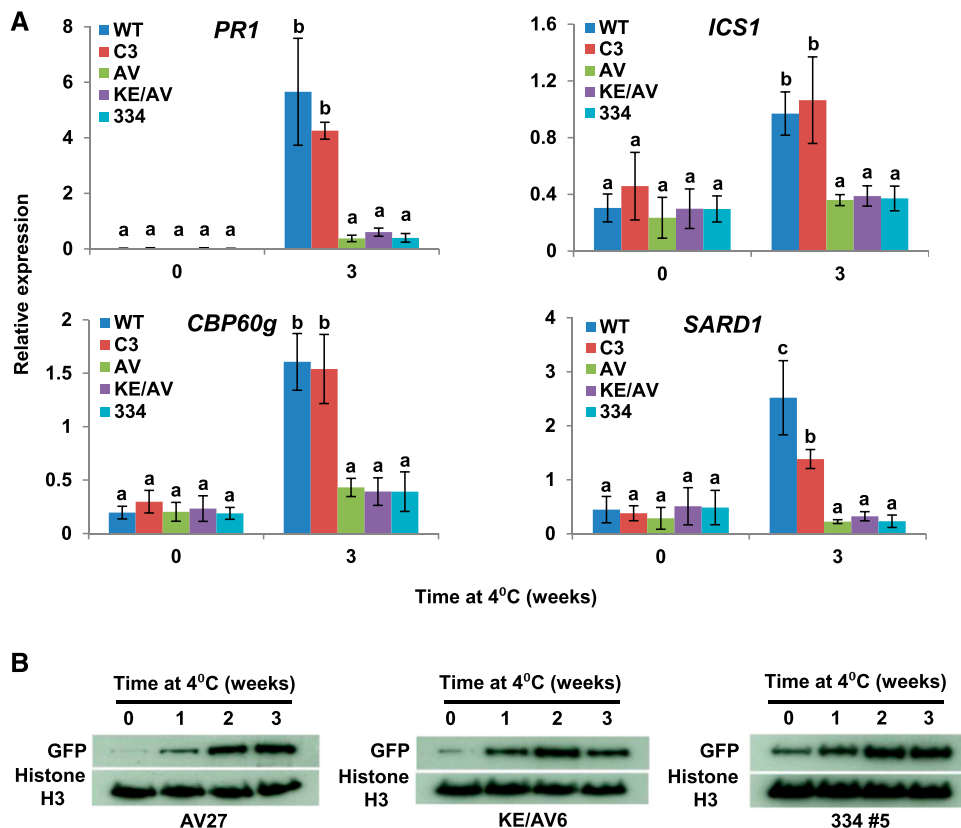 A
PR1
WT
C3
AV
KE/AV
334
8
6
4
2
0
b
b
a a a a a
a a a
0 3
ICS1
WT
C3
AV
KE/AV
334
1.6
1.2
0.8
0.4
0
b
b
a
a a a a
a a a
0 3
Relative expression
CBP60g
WT
C3
AV
KE/AV
334
2
1.5
1
0.5
0
b b
a a a a a
a a a
0 3
SARD1
WT
C3
AV
KE/AV
334
4
3
2
1
0
c
b
a a a a a
a a a
0 3
Time at 4⁰C (weeks)
B
Time at 4⁰C (weeks)
0 1 2 3
GFP
Histone
H3
AV27
Time at 4⁰C (weeks)
0 1 2 3
GFP
Histone
H3
KE/AV6
Time at 4⁰C (weeks)
0 1 2 3
GFP
Histone
H3
334 #5